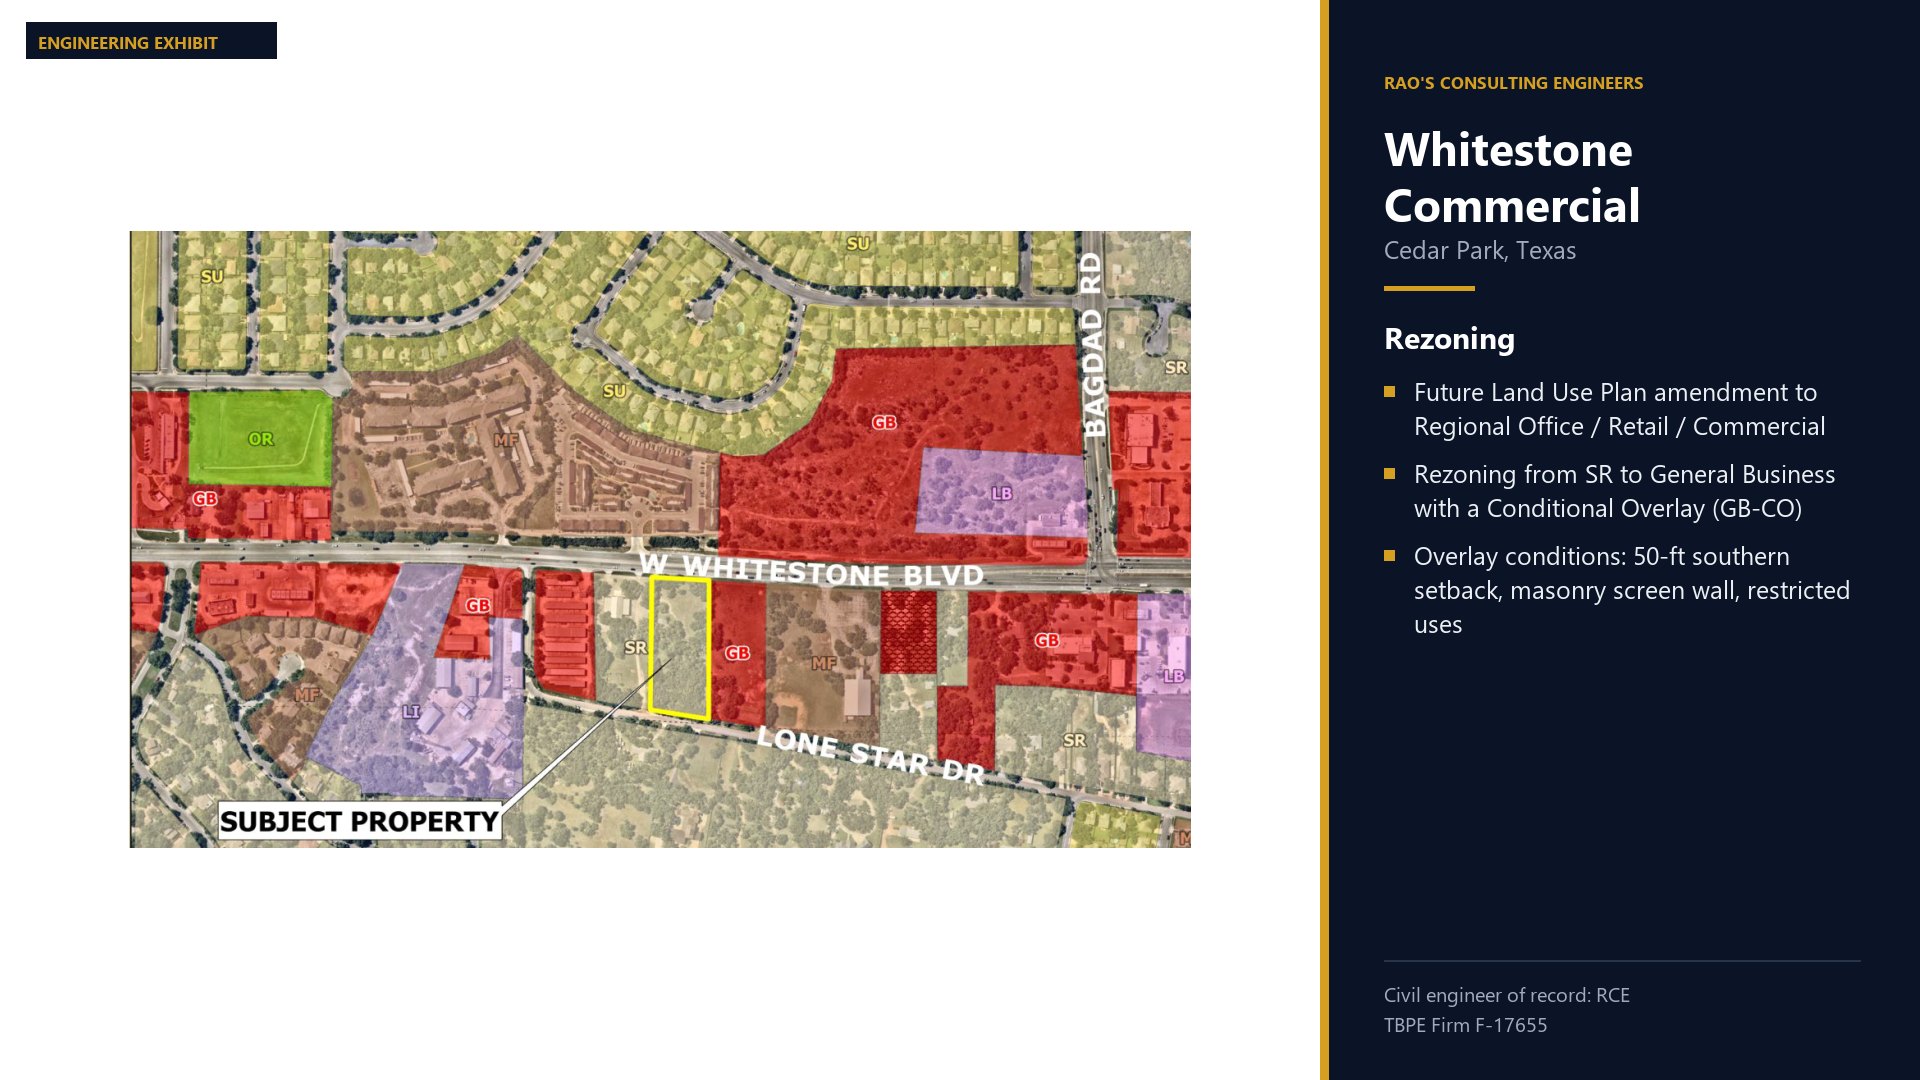 ENGINEERING EXHIBIT
SU
SU
SU
BAGDAD RD
SR
OR
MF
GB
GB
LB
W WHITESTONE BLVD
GB
SR
GB
MF
GB
LB
MF
LI
LONE STAR DR
SR
SUBJECT PROPERTY
RAO'S CONSULTING ENGINEERS
Whitestone
Commercial
Cedar Park, Texas
Rezoning
Future Land Use Plan amendment to
Regional Office / Retail / Commercial
Rezoning from SR to General Business
with a Conditional Overlay (GB-CO)
Overlay conditions: 50-ft southern
setback, masonry screen wall, restricted
uses
Civil engineer of record: RCE
TBPE Firm F-17655